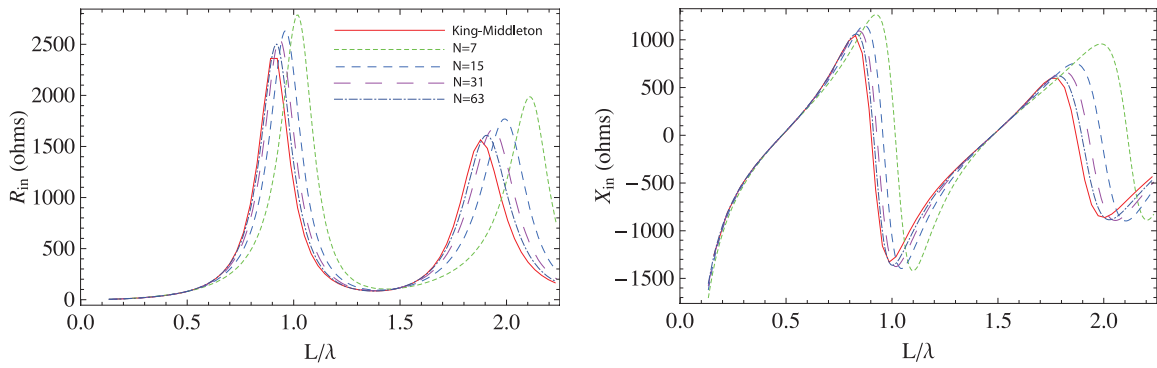 2500
2000
1500
1000
500
0
R_in (ohms)
King-Middleton
N=7
N=15
N=31
N=63
0.0 0.5 1.0 1.5 2.0
L/λ
1000
500
0
−500
−1000
−1500
X_in (ohms)
0.0 0.5 1.0 1.5 2.0
L/λ